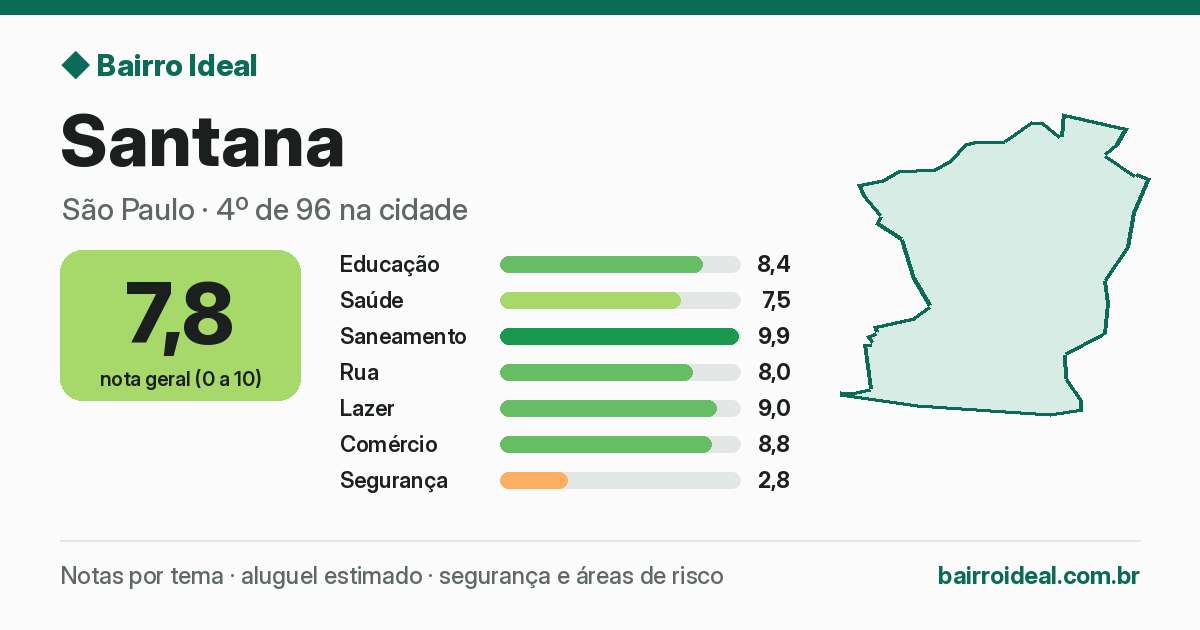 Bairro Ideal
Santana
São Paulo · 4º de 96 na cidade
7,8
nota geral (0 a 10)
Educação 8,4
Saúde 7,5
Saneamento 9,9
Rua 8,0
Lazer 9,0
Comércio 8,8
Segurança 2,8
Notas por tema · aluguel estimado · segurança e áreas de risco
bairroideal.com.br